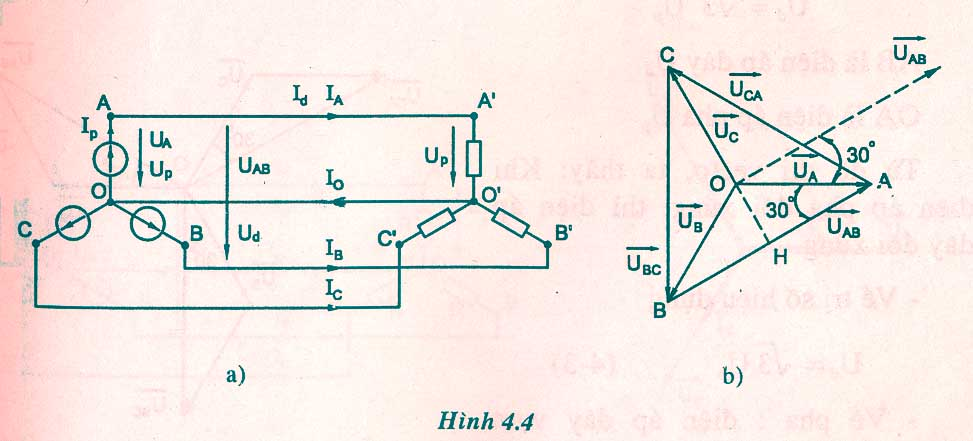 A
I_d I_A
A'
I_p
U_A
U_p
U_AB
U_p
O
I_O
O'
C
B
U_d
C'
B'
I_B
I_C
a)
C
U_AB
U_CA
U_C
U_A
30°
O
A
30°
U_B
U_AB
U_BC
H
B
b)
Hình 4.4